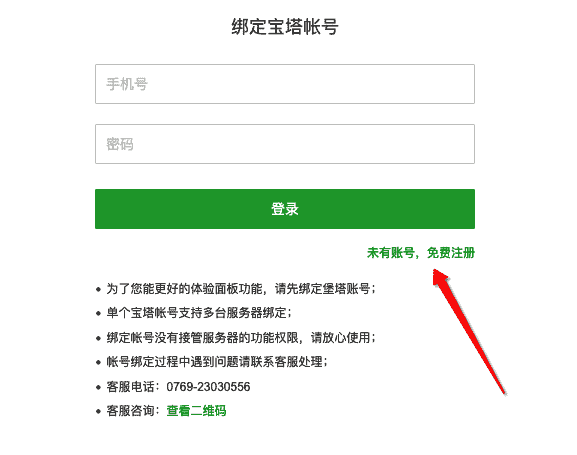 绑定宝塔帐号
手机号
密码
登录
未有账号，免费注册
• 为了您能更好的体验面板功能，请先绑定堡塔账号；
• 单个宝塔帐号支持多台服务器绑定；
• 绑定帐号没有接管服务器的功能权限，请放心使用；
• 帐号绑定过程中遇到问题请联系客服处理；
• 客服电话：0769-23030556
• 客服咨询：查看二维码